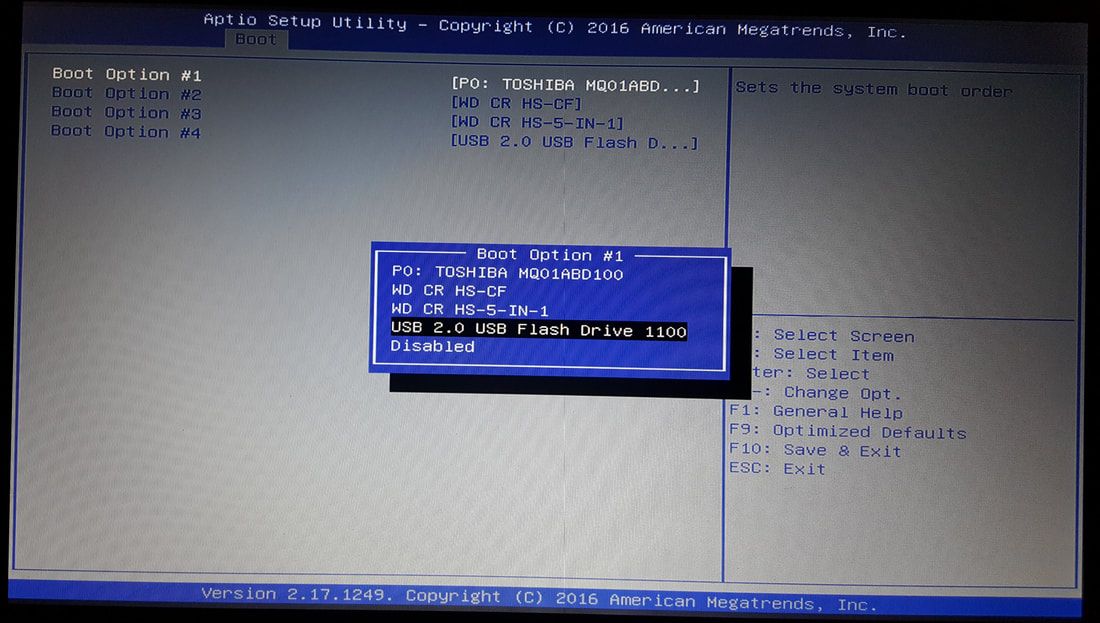 Aptio Setup Utility – Copyright (C) 2016 American Megatrends, Inc.
Boot
Boot Option #1 [P0: TOSHIBA MQ01ABD...]
Boot Option #2 [WD CR HS-CF]
Boot Option #3 [WD CR HS-5-IN-1]
Boot Option #4 [USB 2.0 USB Flash D...]
Sets the system boot order
Boot Option #1
P0: TOSHIBA MQ01ABD100
WD CR HS-CF
WD CR HS-5-IN-1
USB 2.0 USB Flash Drive 1100
Disabled
: Select Screen
: Select Item
ter: Select
-: Change Opt.
F1: General Help
F9: Optimized Defaults
F10: Save & Exit
ESC: Exit
Version 2.17.1249. Copyright (C) 2016 American Megatrends, Inc.